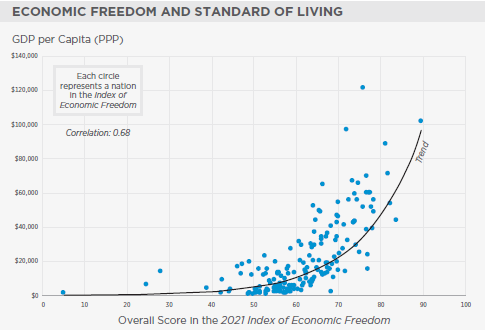 ECONOMIC FREEDOM AND STANDARD OF LIVING
GDP per Capita (PPP)
$140,000
Each circle
represents a nation
in the Index of
Economic Freedom
$120,000
Correlation: 0.68
$100,000
Trend
$80,000
$60,000
$40,000
$20,000
$0
10 20 30 40 50 60 70 80 90 100
Overall Score in the 2021 Index of Economic Freedom